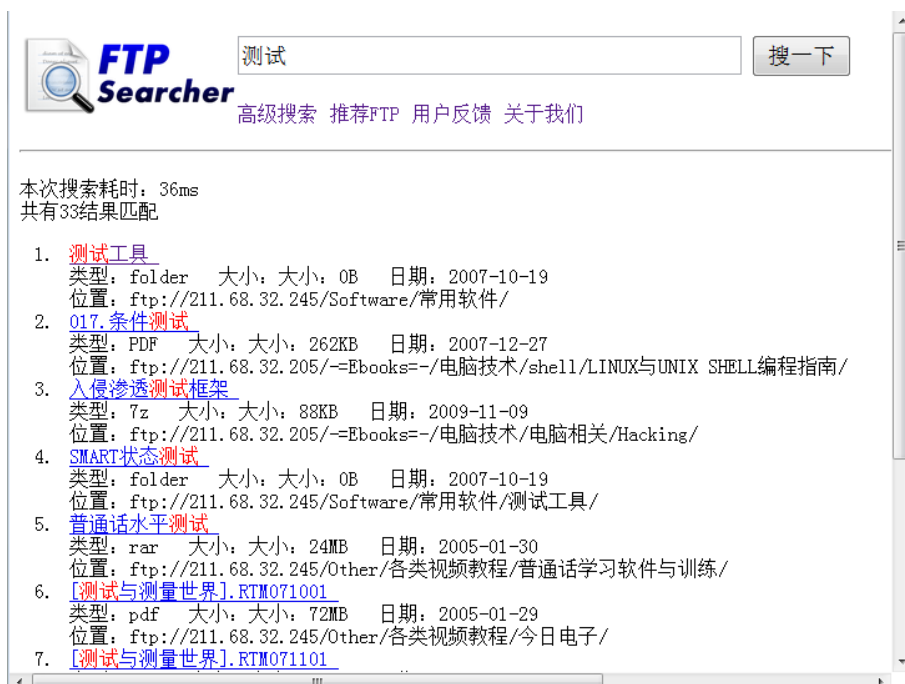 FTP
Searcher
测试
搜一下
高级搜索 推荐FTP 用户反馈 关于我们
本次搜索耗时：36ms
共有33结果匹配
1. 测试工具
类型：folder 大小：大小：0B 日期：2007-10-19
位置：ftp://211.68.32.245/Software/常用软件/
2. 017.条件测试
类型：PDF 大小：大小：262KB 日期：2007-12-27
位置：ftp://211.68.32.205/-=Ebooks=-/电脑技术/shell/LINUX与UNIX SHELL编程指南/
3. 入侵渗透测试框架
类型：7z 大小：大小：88KB 日期：2009-11-09
位置：ftp://211.68.32.205/-=Ebooks=-/电脑技术/电脑相关/Hacking/
4. SMART状态测试
类型：folder 大小：大小：0B 日期：2007-10-19
位置：ftp://211.68.32.245/Software/常用软件/测试工具/
5. 普通话水平测试
类型：rar 大小：大小：24MB 日期：2005-01-30
位置：ftp://211.68.32.245/Other/各类视频教程/普通话学习软件与训练/
6. [测试与测量世界].RTM071001
类型：pdf 大小：大小：72MB 日期：2005-01-29
位置：ftp://211.68.32.245/Other/各类视频教程/今日电子/
7. [测试与测量世界].RTM071101